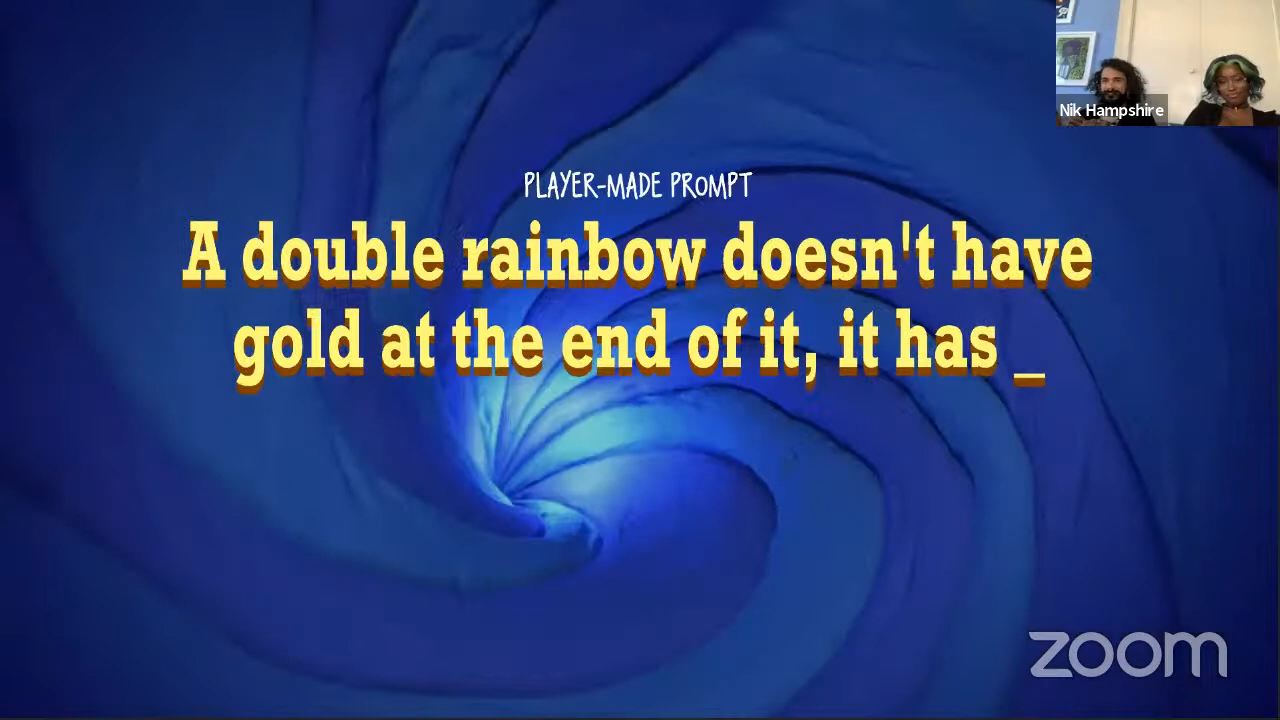 Nik Hampshire
PLAYER-MADE PROMPT
A double rainbow doesn't have
gold at the end of it, it has _
zoom